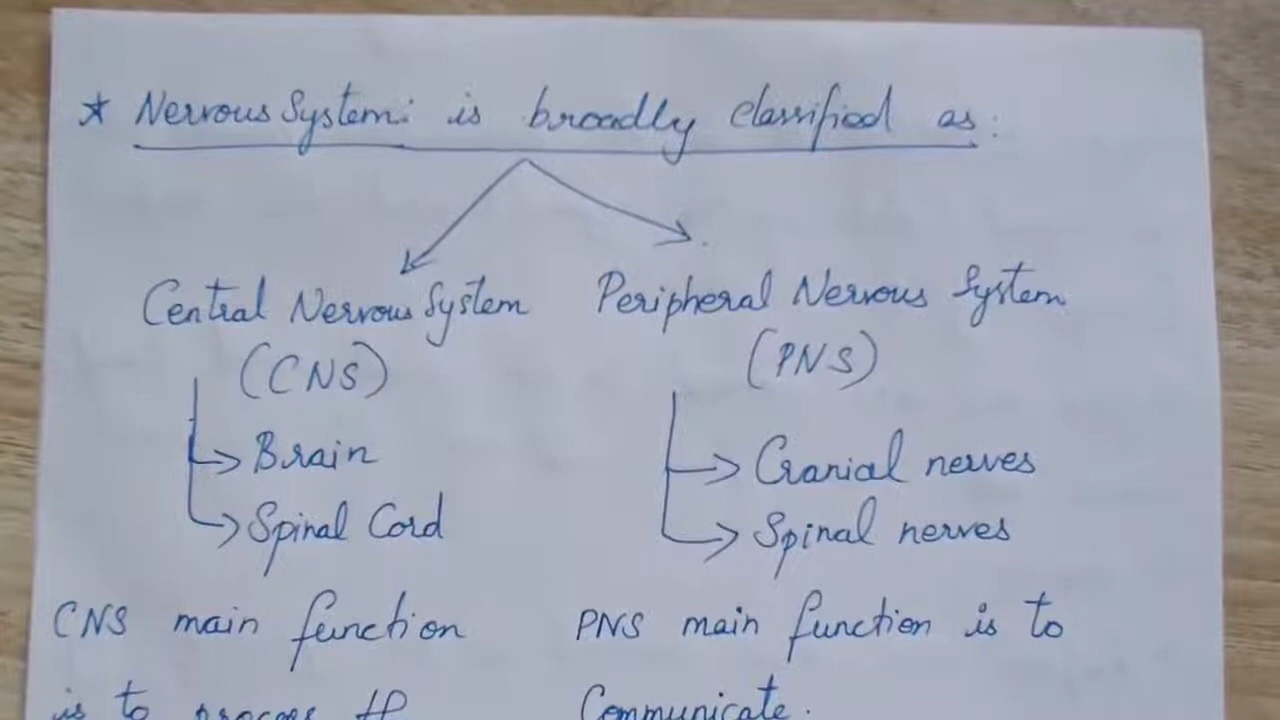 * Nervous System: is broadly classified as:
Central Nervous System
(CNS)
Brain
Spinal Cord
Peripheral Nervous System
(PNS)
Cranial nerves
Spinal nerves
CNS main function
is to process
PNS main function is to
Communicate.